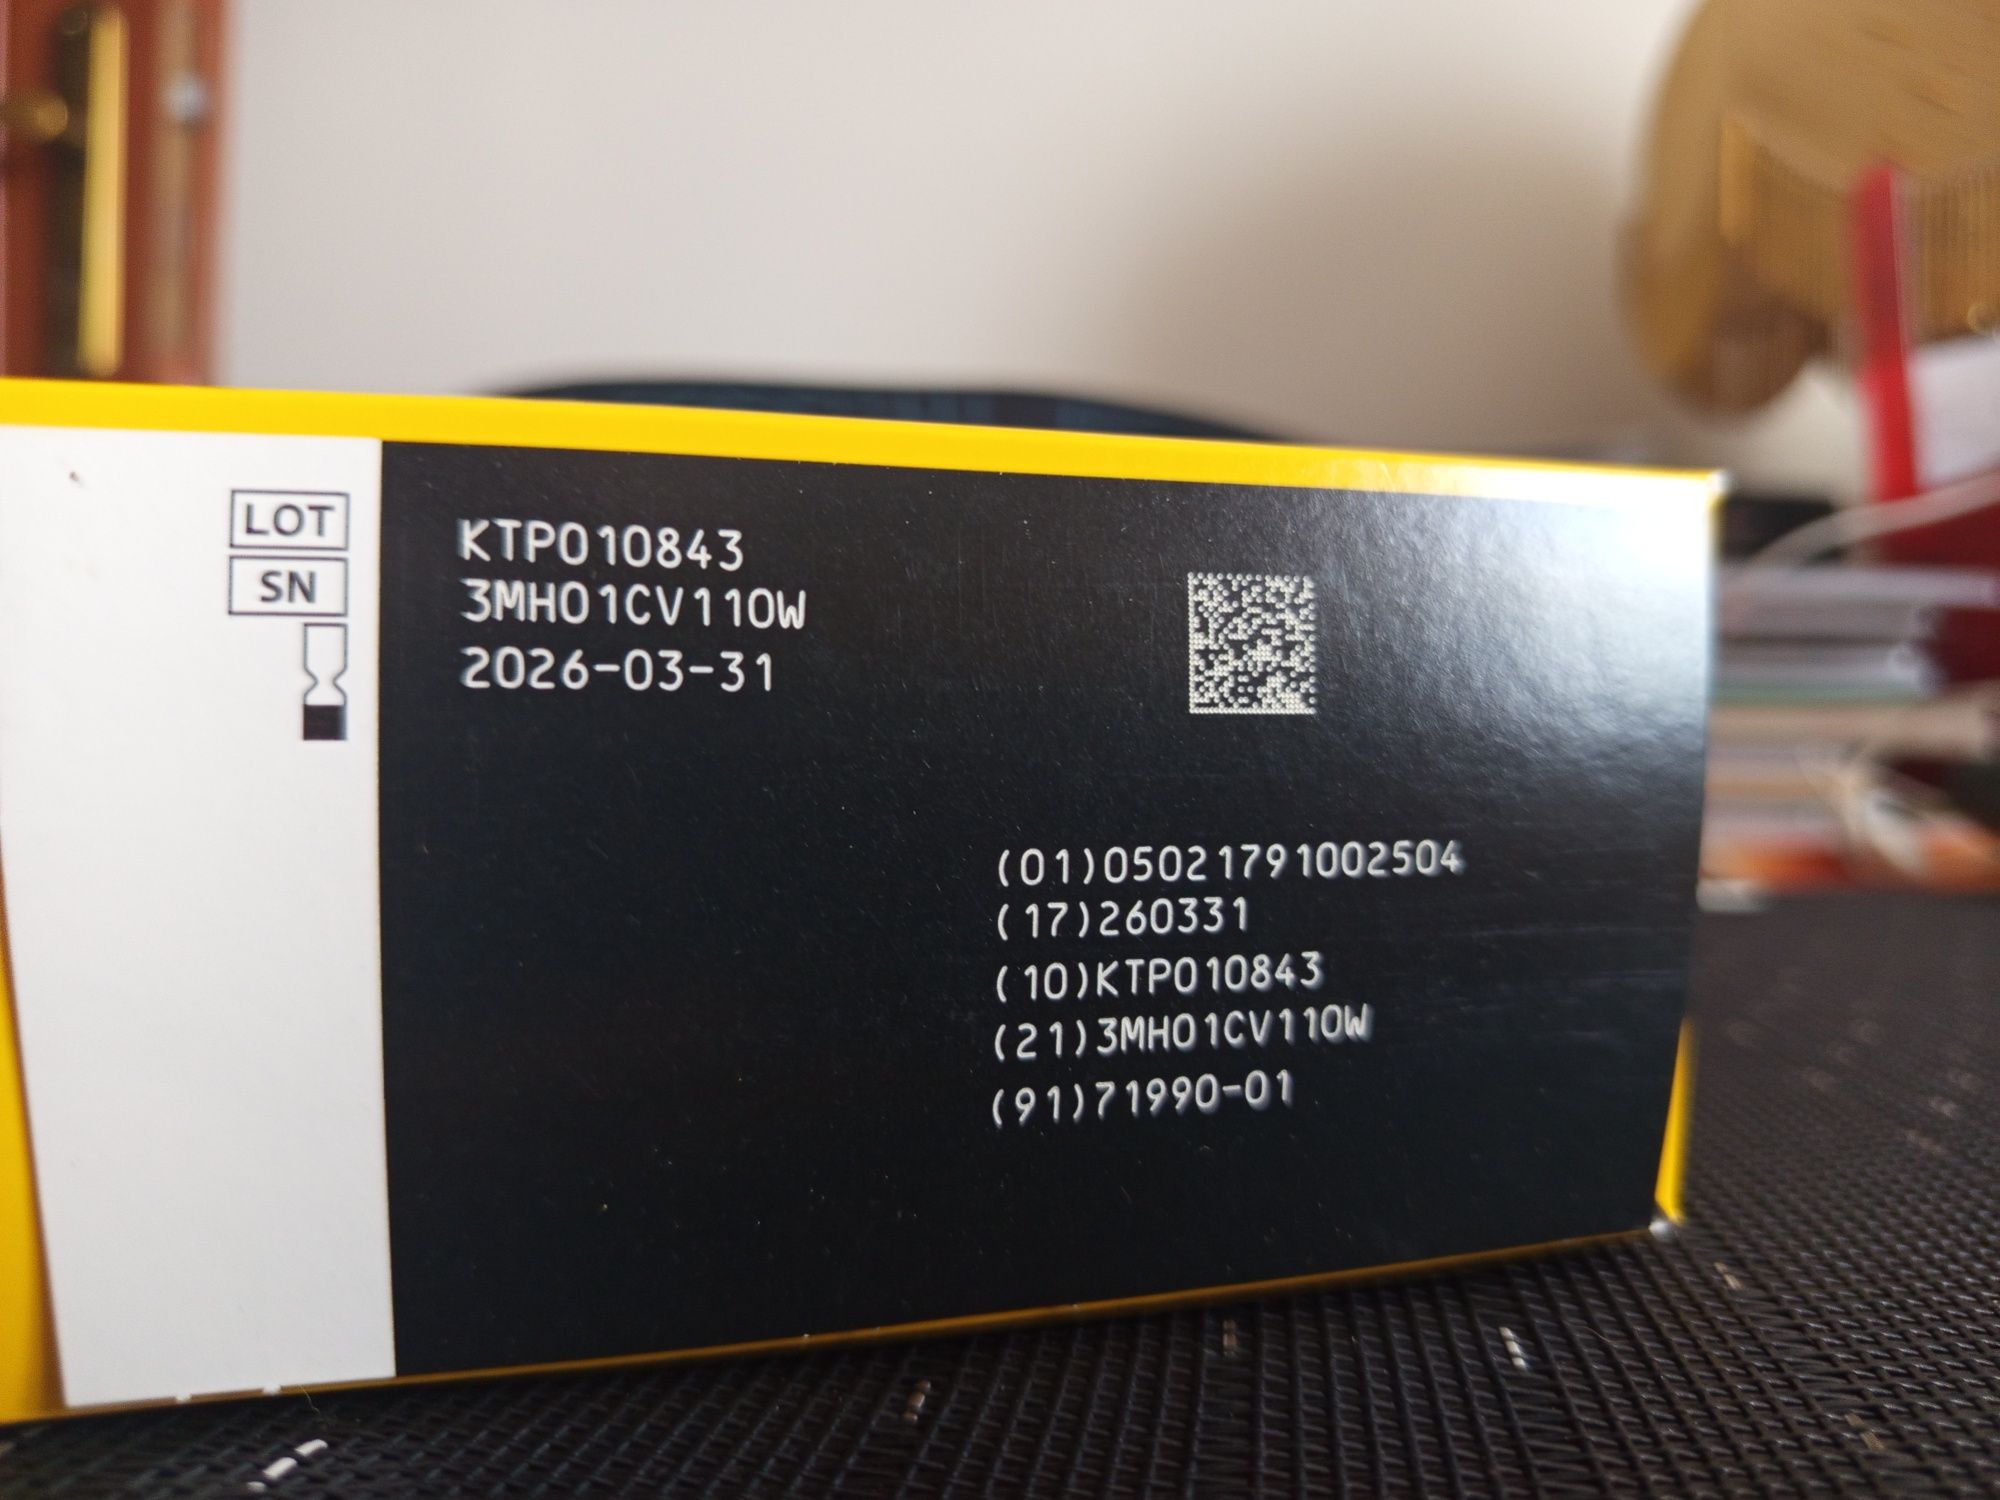 LOT KTP010843
SN 3MH01CV110W
2026-03-31
(01)05021791002504
(17)260331
(10)KTP010843
(21)3MH01CV110W
(91)71990-01